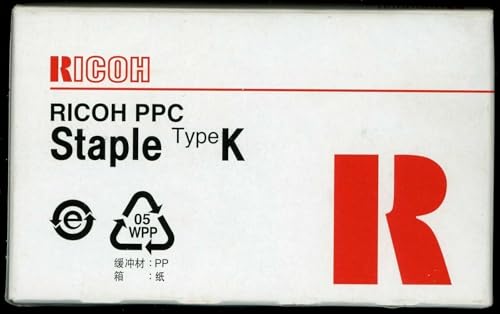 RICOH
RICOH PPC
Staple Type K
R
e
05
WPP
缓冲材:PP
箱 :纸